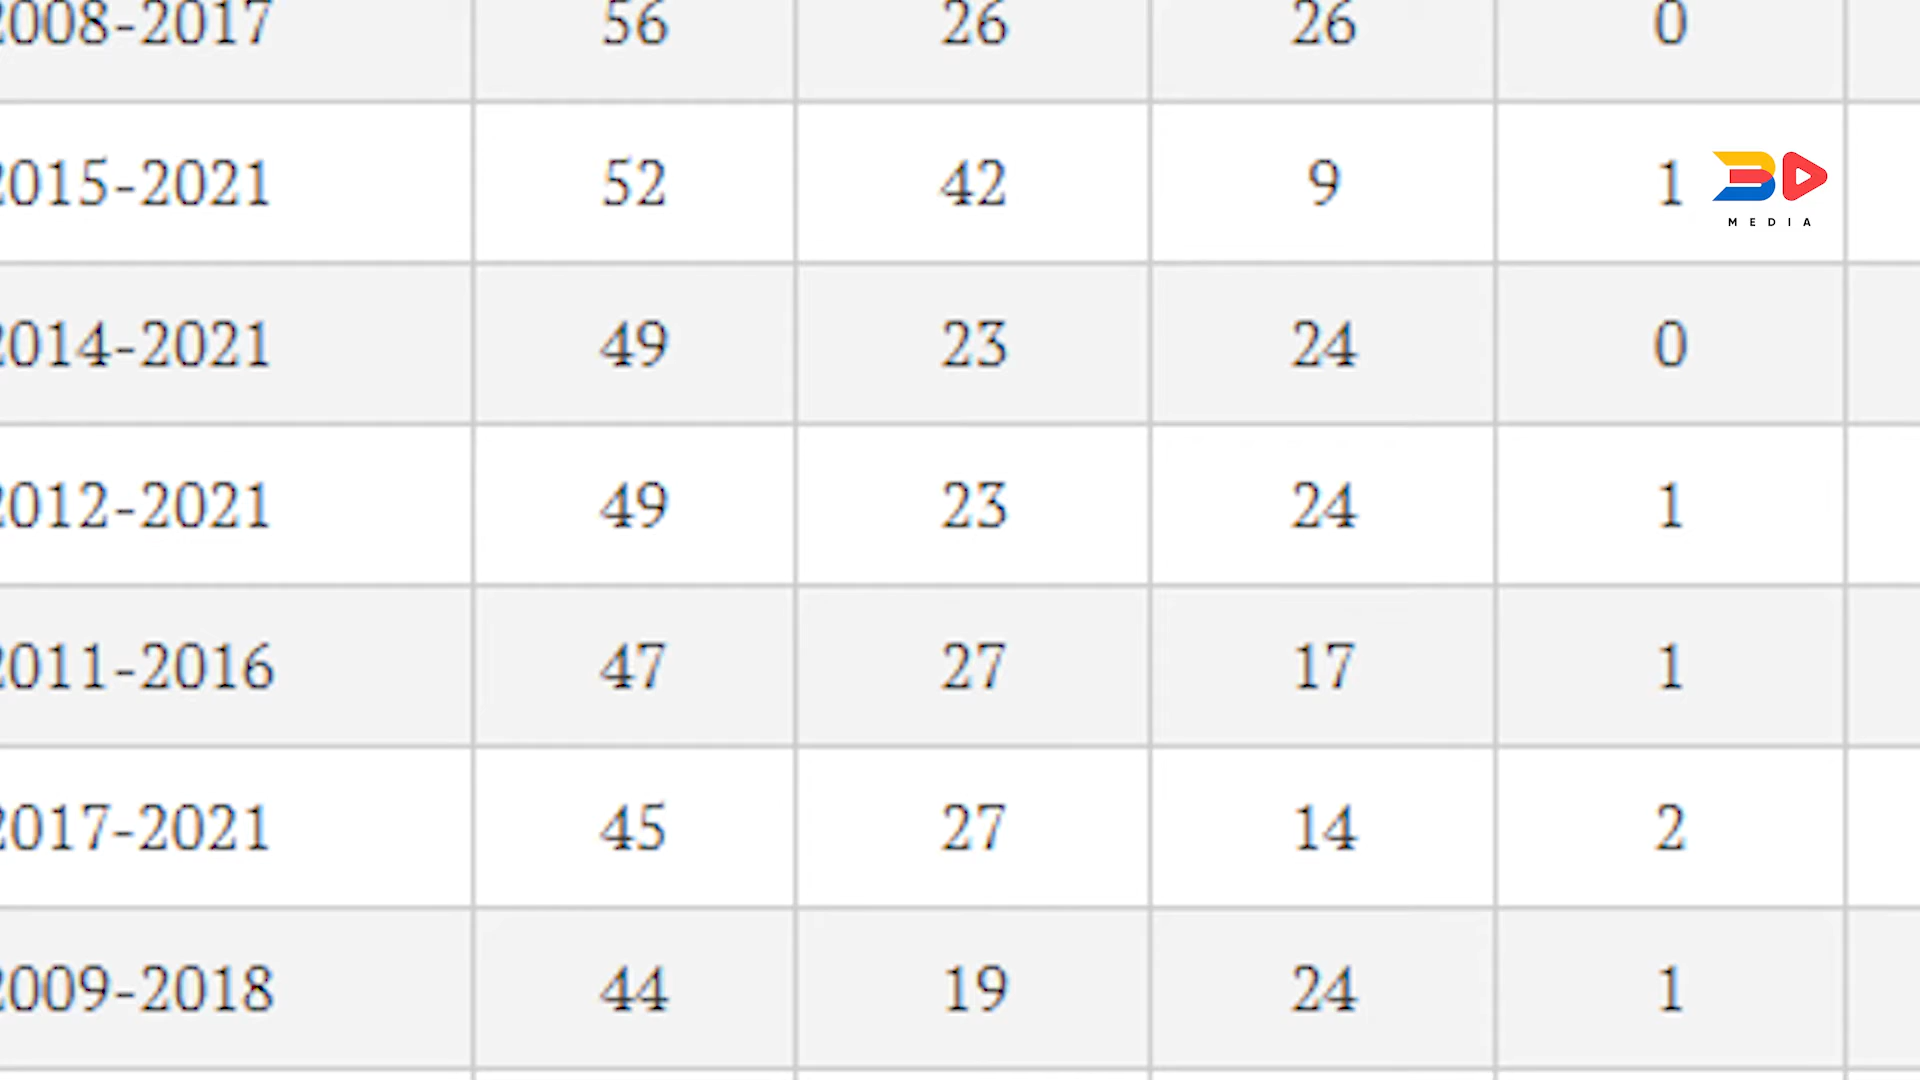 2008-2017 56 26 26 0
2015-2021 52 42 9 1
MEDIA
2014-2021 49 23 24 0
2012-2021 49 23 24 1
2011-2016 47 27 17 1
2017-2021 45 27 14 2
2009-2018 44 19 24 1